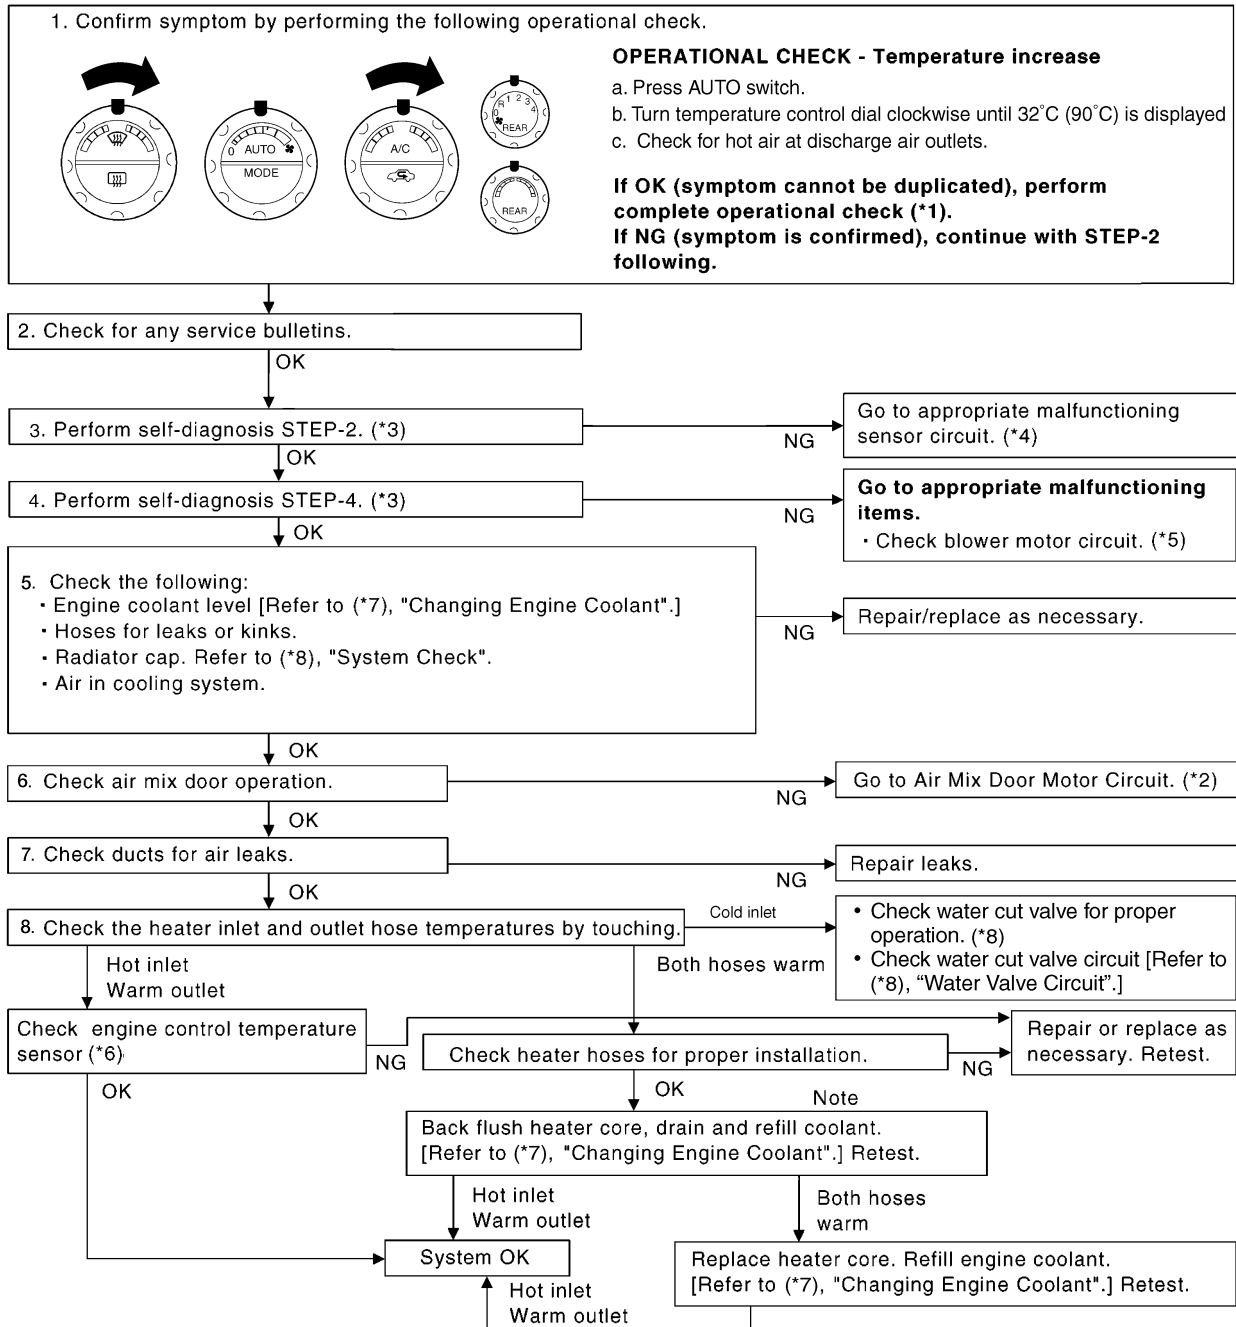 1. Confirm symptom by performing the following operational check.
OPERATIONAL CHECK - Temperature increase
a. Press AUTO switch.
b. Turn temperature control dial clockwise until 32°C (90°C) is displayed
c. Check for hot air at discharge air outlets.
If OK (symptom cannot be duplicated), perform
complete operational check (*1).
If NG (symptom is confirmed), continue with STEP-2
following.
0 AUTO
MODE
A/C
0 R 1 2 3 4
REAR
REAR
2. Check for any service bulletins.
OK
3. Perform self-diagnosis STEP-2. (*3)
NG
Go to appropriate malfunctioning
sensor circuit. (*4)
OK
4. Perform self-diagnosis STEP-4. (*3)
NG
Go to appropriate malfunctioning
items.
· Check blower motor circuit. (*5)
OK
5. Check the following:
· Engine coolant level [Refer to (*7), "Changing Engine Coolant".]
· Hoses for leaks or kinks.
· Radiator cap. Refer to (*8), "System Check".
· Air in cooling system.
NG
Repair/replace as necessary.
OK
6. Check air mix door operation.
NG
Go to Air Mix Door Motor Circuit. (*2)
OK
7. Check ducts for air leaks.
NG
Repair leaks.
OK
8. Check the heater inlet and outlet hose temperatures by touching.
Cold inlet
• Check water cut valve for proper
operation. (*8)
• Check water cut valve circuit [Refer to
(*8), “Water Valve Circuit”.]
Hot inlet
Warm outlet
Both hoses warm
Check engine control temperature
sensor (*6)
NG
Check heater hoses for proper installation.
NG
Repair or replace as
necessary. Retest.
OK
OK
Note
Back flush heater core, drain and refill coolant.
[Refer to (*7), "Changing Engine Coolant".] Retest.
Hot inlet
Warm outlet
Both hoses
warm
System OK
Replace heater core. Refill engine coolant.
[Refer to (*7), "Changing Engine Coolant".] Retest.
Hot inlet
Warm outlet